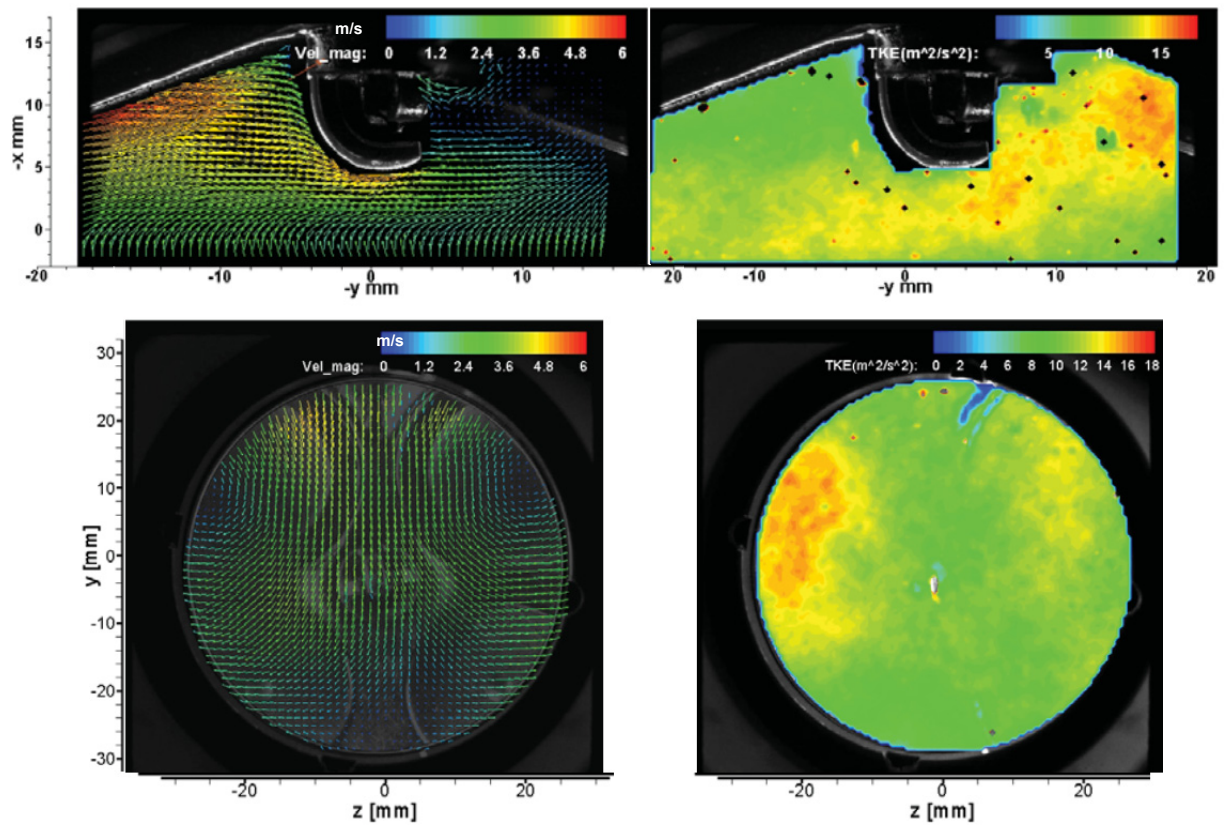 m/s
Vel_mag: 0 1.2 2.4 3.6 4.8 6
15
10
5
0
-x mm
-20 -10 0 10
-y mm
TKE(m^2/s^2): 5 10 15
20 -10 0 10 20
-y mm
m/s
Vel_mag: 0 1.2 2.4 3.6 4.8 6
30
20
10
0
-10
-20
-30
y [mm]
-20 0 20
z [mm]
TKE(m^2/s^2): 0 2 4 6 8 10 12 14 16 18
-20 0 20
z [mm]